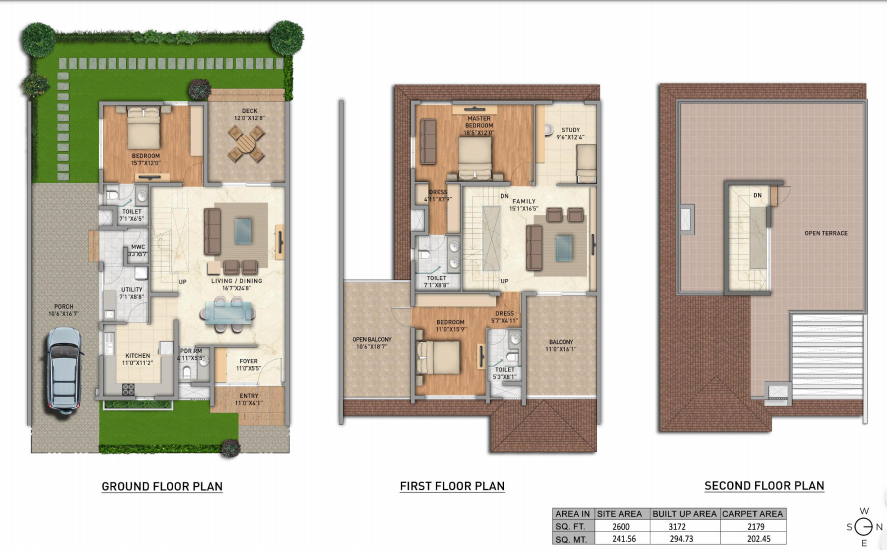 DECK
12'0"X12'8"
BEDROOM
15'7"X12'0"
TOILET
7'1"X6'5"
MWC
3'3"X5'7"
UP
LIVING / DINING
16'7"X24'8"
UTILITY
7'1"X8'8"
PORCH
10'6"X16'7"
KITCHEN
11'0"X11'2"
PDR RM
4'11"X5'5"
FOYER
11'0"X5'5"
ENTRY
11'0"X4'1"
GROUND FLOOR PLAN
MASTER
BEDROOM
18'5"X12'0"
STUDY
9'6"X12'4"
DRESS
4'11"X7'9"
DN
FAMILY
15'1"X16'5"
TOILET
7'1"X8'8"
UP
BEDROOM
11'0"X15'9"
DRESS
5'7"X4'11"
OPEN BALCONY
10'6"X18'7"
BALCONY
11'0"X16'1"
TOILET
5'3"X8'1"
FIRST FLOOR PLAN
DN
OPEN TERRACE
SECOND FLOOR PLAN
AREA IN SITE AREA BUILT UP AREA CARPET AREA
SQ. FT. 2600 3172 2179
SQ. MT. 241.56 294.73 202.45
W
S N
E